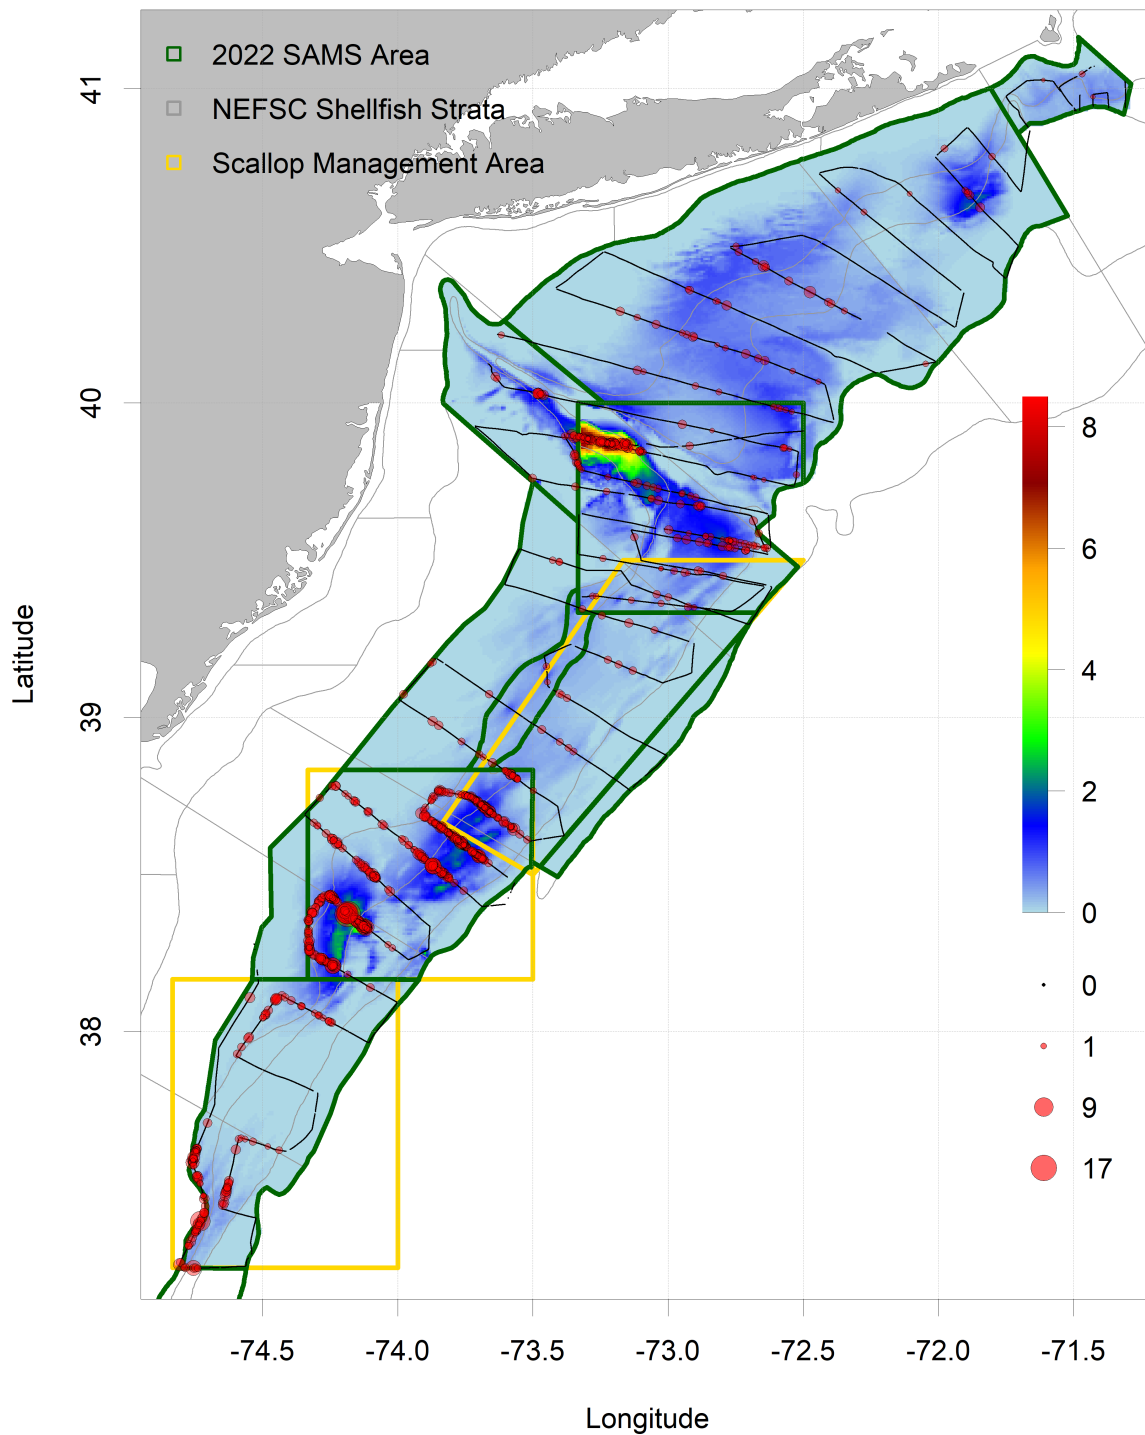 2022 SAMS Area
NEFSC Shellfish Strata
Scallop Management Area
41
40
39
38
Latitude
8
6
4
2
0
0
1
9
17
-74.5 -74.0 -73.5 -73.0 -72.5 -72.0 -71.5
Longitude